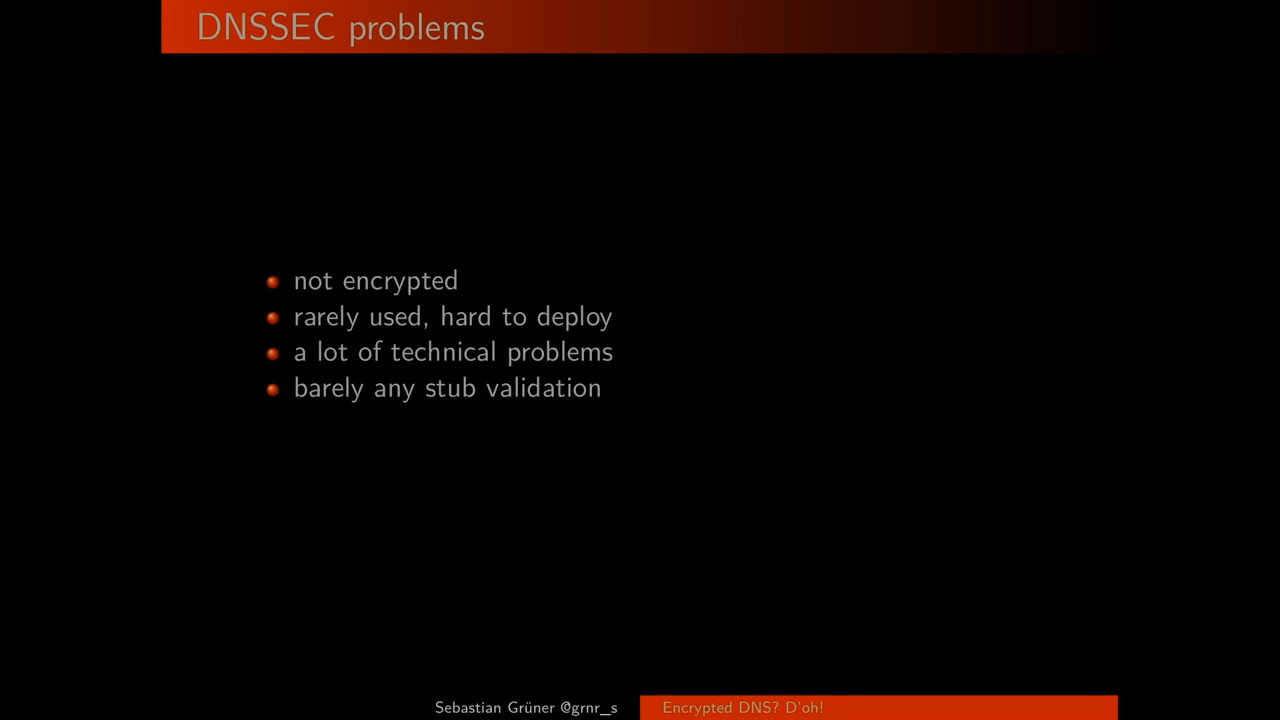 DNSSEC problems
not encrypted
rarely used, hard to deploy
a lot of technical problems
barely any stub validation
Sebastian Grüner @grnr_s
Encrypted DNS? D'oh!